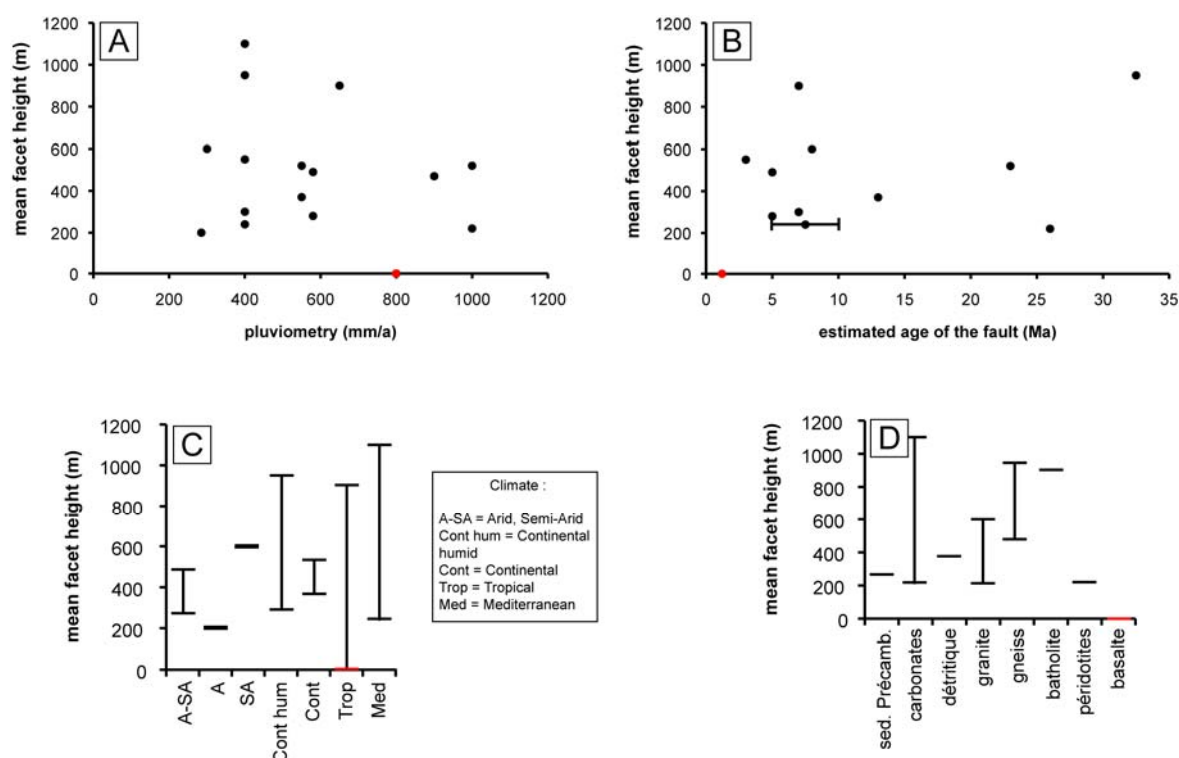 A
mean facet height (m)
1200
1000
800
600
400
200
0
0 200 400 600 800 1000 1200
pluviometry (mm/a)
B
mean facet height (m)
1200
1000
800
600
400
200
0
0 5 10 15 20 25 30 35
estimated age of the fault (Ma)
C
mean facet height (m)
1200
1000
800
600
400
200
0
A-SA
A
SA
Cont hum
Cont
Trop
Med
Climate :
A-SA = Arid, Semi-Arid
Cont hum = Continental
humid
Cont = Continental
Trop = Tropical
Med = Mediterranean
D
mean facet height (m)
1200
1000
800
600
400
200
0
sed. Précamb.
carbonates
détritique
granite
gneiss
batholite
péridotites
basalte